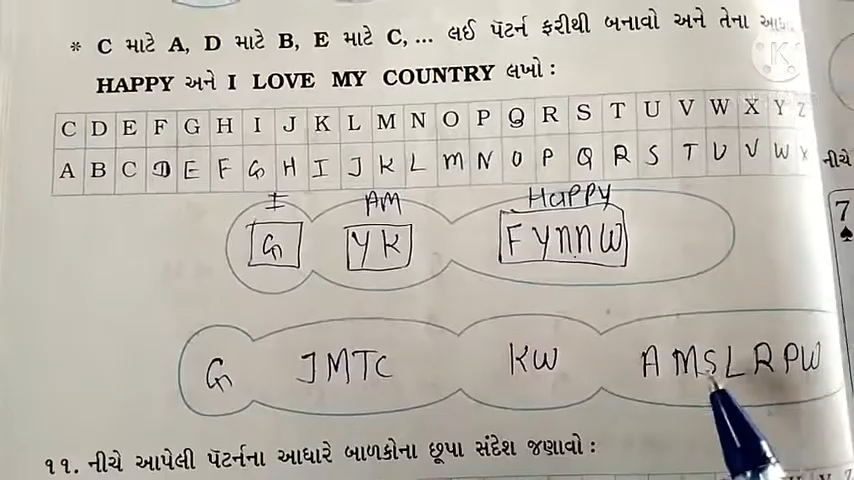 * C માટે A, D માટે B, E માટે C, ... લઈ પૅટર્ન ફરીથી બનાવો અને તેના
HAPPY અને I LOVE MY COUNTRY લખો :
C D E F G H I J K L M N O P Q R S T U V W X Y Z
A B C D E F G H I J K L M N O P Q R S T U V W X
નીચે
I AM HaPPY
G YK FYNNW
7
G JMTC KW AMSLRPW
૧૧. નીચે આપેલી પૅટર્નના આધારે બાળકોના છૂપા સંદેશ જણાવો :